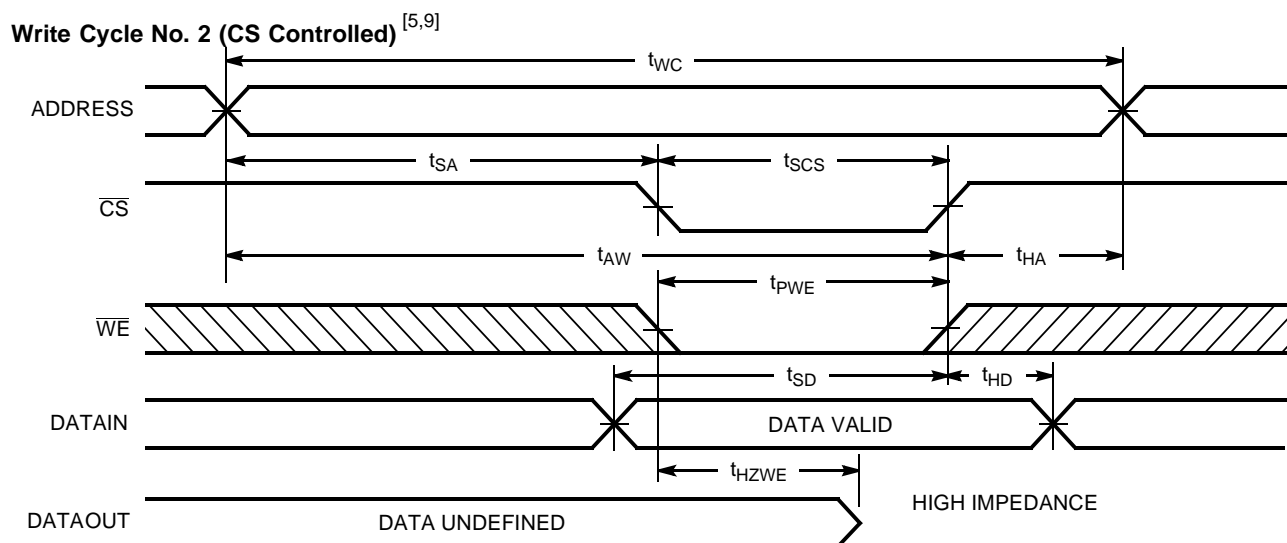 Write Cycle No. 2 (CS Controlled) [5,9]
tWC
ADDRESS
tSA
tSCS
CS
tAW
tHA
tPWE
WE
tSD
tHD
DATAIN
DATA VALID
tHZWE
HIGH IMPEDANCE
DATAOUT
DATA UNDEFINED